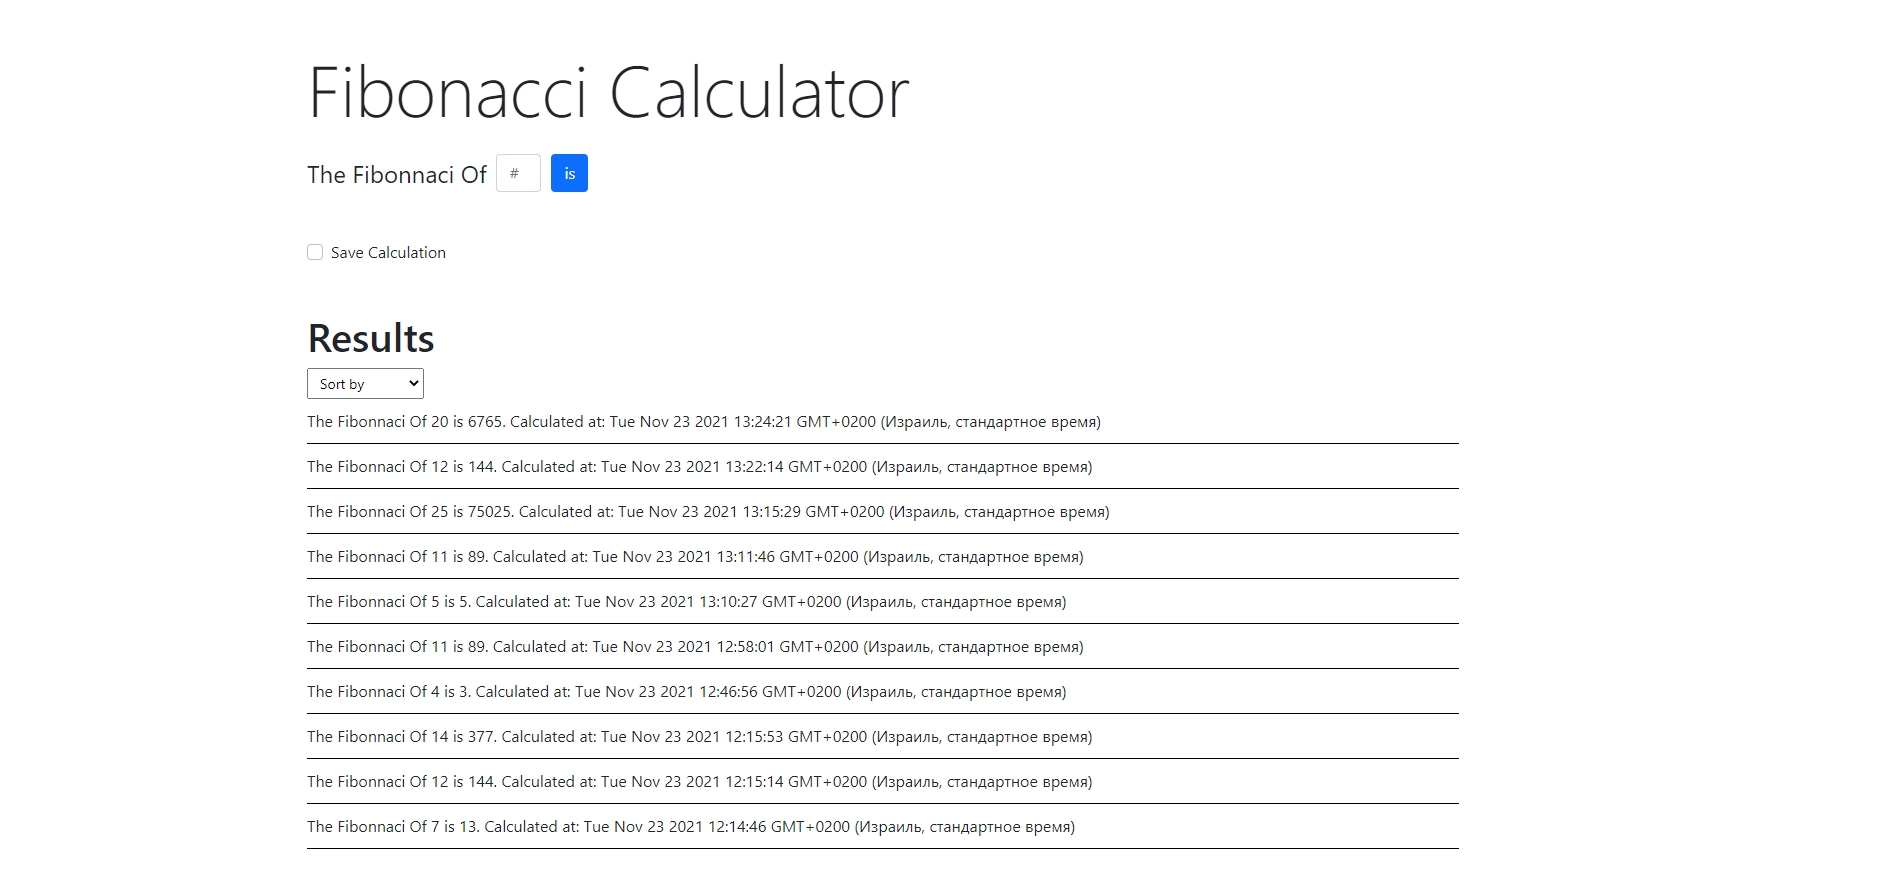 Fibonacci Calculator
The Fibonnaci Of # is
Save Calculation
Results
Sort by
The Fibonnaci Of 20 is 6765. Calculated at: Tue Nov 23 2021 13:24:21 GMT+0200 (Израиль, стандартное время)
The Fibonnaci Of 12 is 144. Calculated at: Tue Nov 23 2021 13:22:14 GMT+0200 (Израиль, стандартное время)
The Fibonnaci Of 25 is 75025. Calculated at: Tue Nov 23 2021 13:15:29 GMT+0200 (Израиль, стандартное время)
The Fibonnaci Of 11 is 89. Calculated at: Tue Nov 23 2021 13:11:46 GMT+0200 (Израиль, стандартное время)
The Fibonnaci Of 5 is 5. Calculated at: Tue Nov 23 2021 13:10:27 GMT+0200 (Израиль, стандартное время)
The Fibonnaci Of 11 is 89. Calculated at: Tue Nov 23 2021 12:58:01 GMT+0200 (Израиль, стандартное время)
The Fibonnaci Of 4 is 3. Calculated at: Tue Nov 23 2021 12:46:56 GMT+0200 (Израиль, стандартное время)
The Fibonnaci Of 14 is 377. Calculated at: Tue Nov 23 2021 12:15:53 GMT+0200 (Израиль, стандартное время)
The Fibonnaci Of 12 is 144. Calculated at: Tue Nov 23 2021 12:15:14 GMT+0200 (Израиль, стандартное время)
The Fibonnaci Of 7 is 13. Calculated at: Tue Nov 23 2021 12:14:46 GMT+0200 (Израиль, стандартное время)